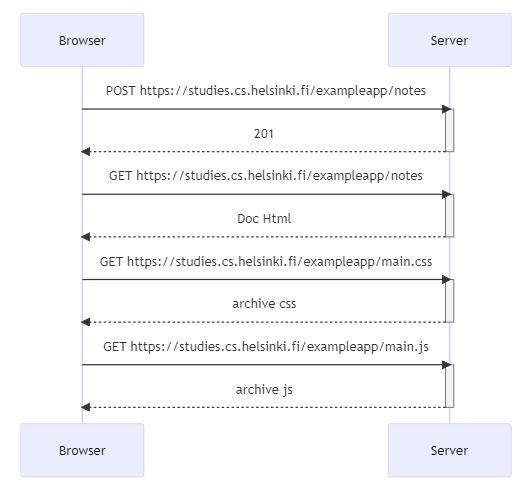 Browser
Server
POST https://studies.cs.helsinki.fi/exampleapp/notes
201
GET https://studies.cs.helsinki.fi/exampleapp/notes
Doc Html
GET https://studies.cs.helsinki.fi/exampleapp/main.css
archive css
GET https://studies.cs.helsinki.fi/exampleapp/main.js
archive js
Browser
Server